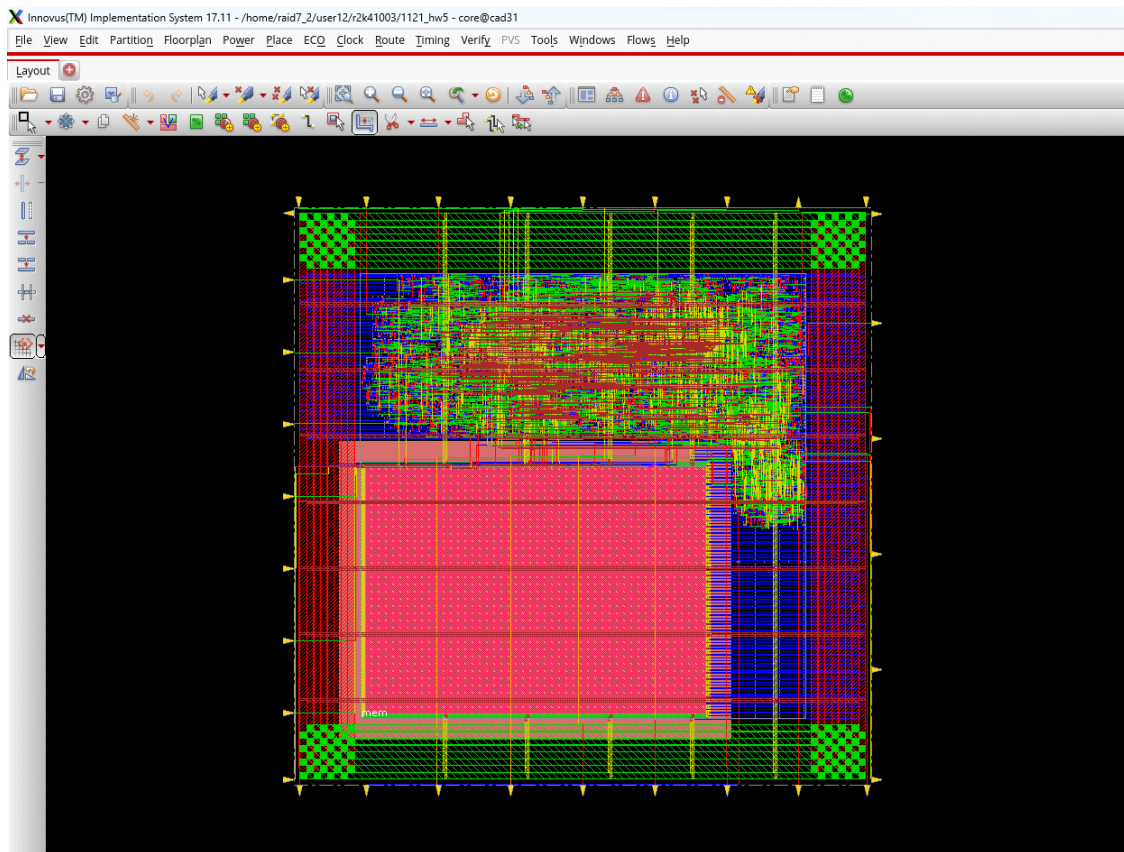 Innovus(TM) Implementation System 17.11 - /home/raid7_2/user12/r2k41003/1121_hw5 - core@cad31
File View Edit Partition Floorplan Power Place ECO Clock Route Timing Verify PVS Tools Windows Flows Help
Layout
mem